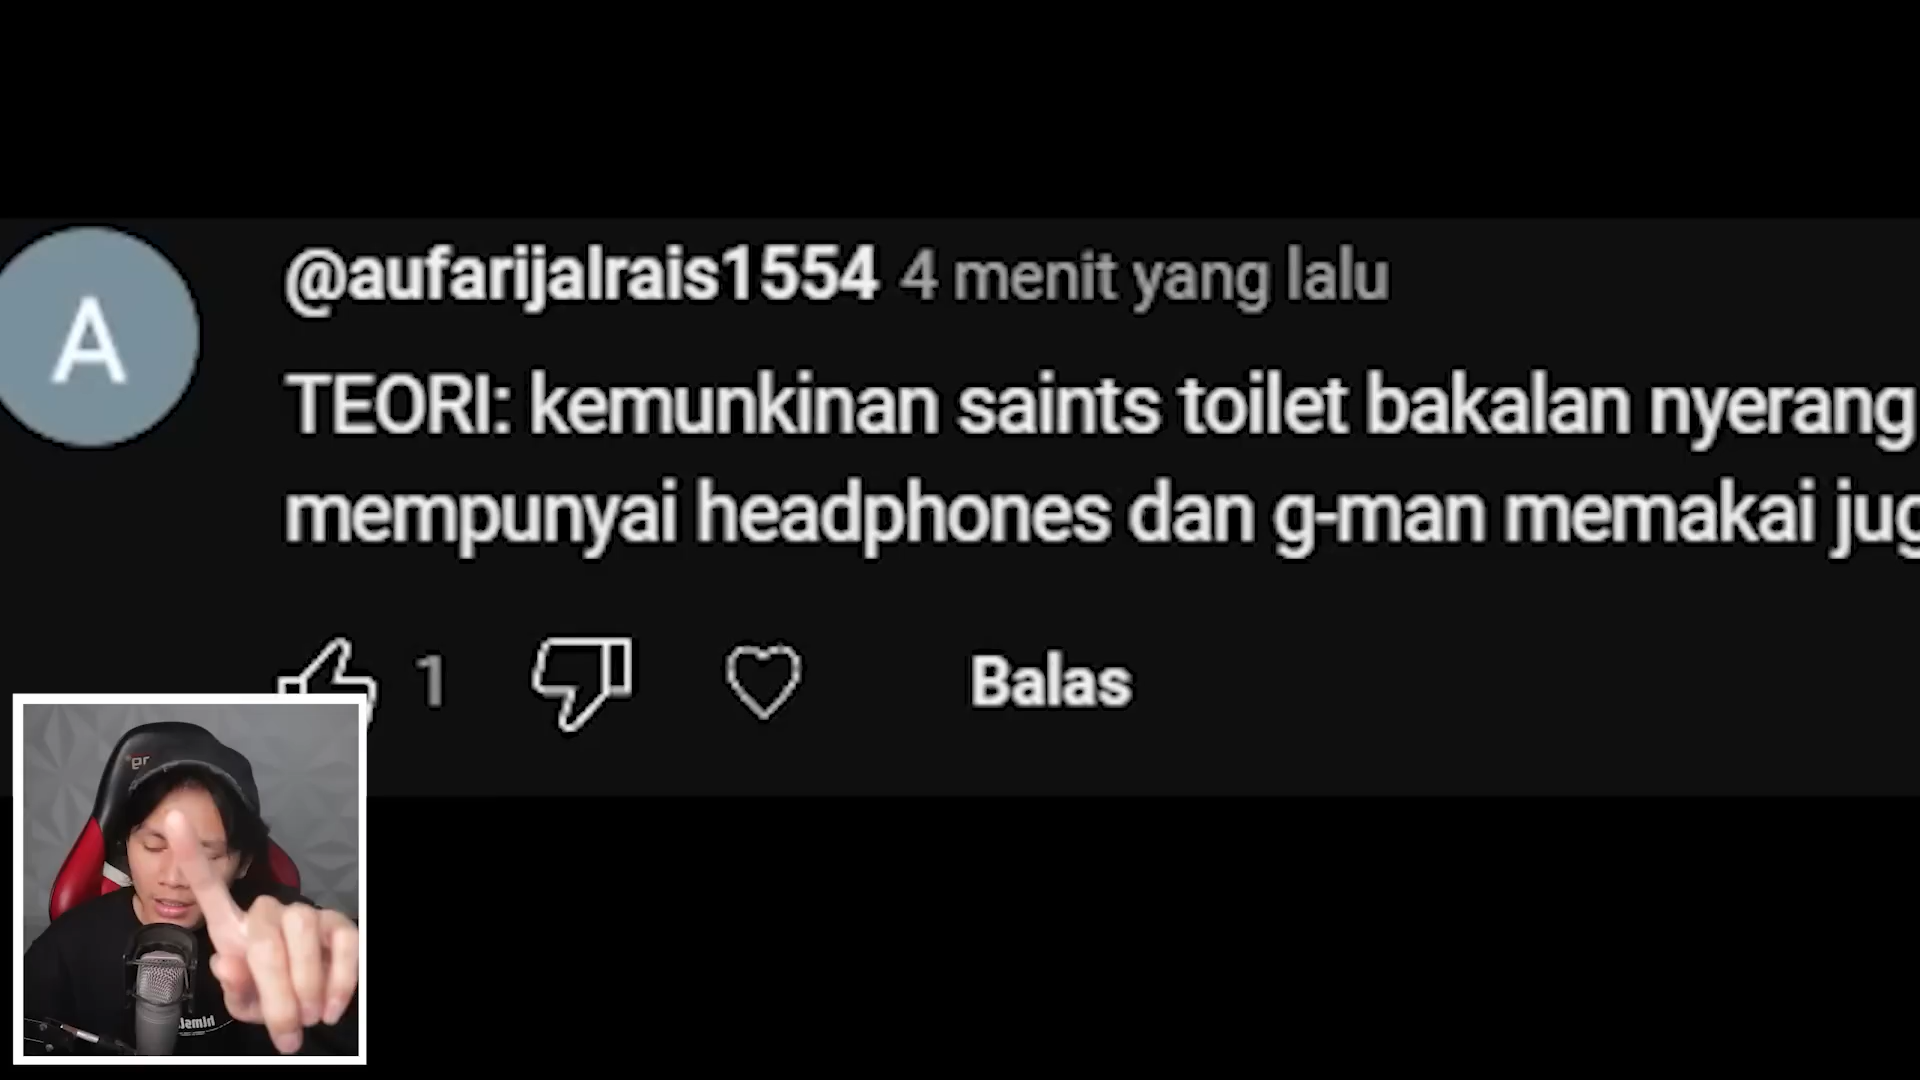 A
@aufarijalrais1554 4 menit yang lalu
TEORI: kemunkinan saints toilet bakalan nyerang
mempunyai headphones dan g-man memakai jug
1
Balas